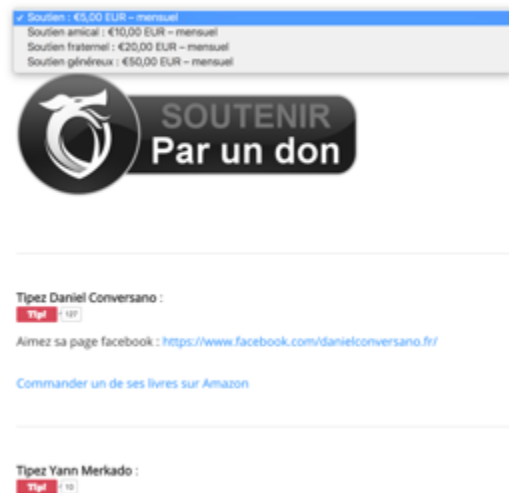 ✓ Soutien : €5,00 EUR – mensuel
Soutien amical : €10,00 EUR – mensuel
Soutien fraternel : €20,00 EUR – mensuel
Soutien généreux : €50,00 EUR – mensuel
SOUTENIR
Par un don
Tipez Daniel Conversano :
Tip! 127
Aimez sa page facebook : https://www.facebook.com/danielconversano.fr/
Commander un de ses livres sur Amazon
Tipez Yann Merkado :
Tip! 10